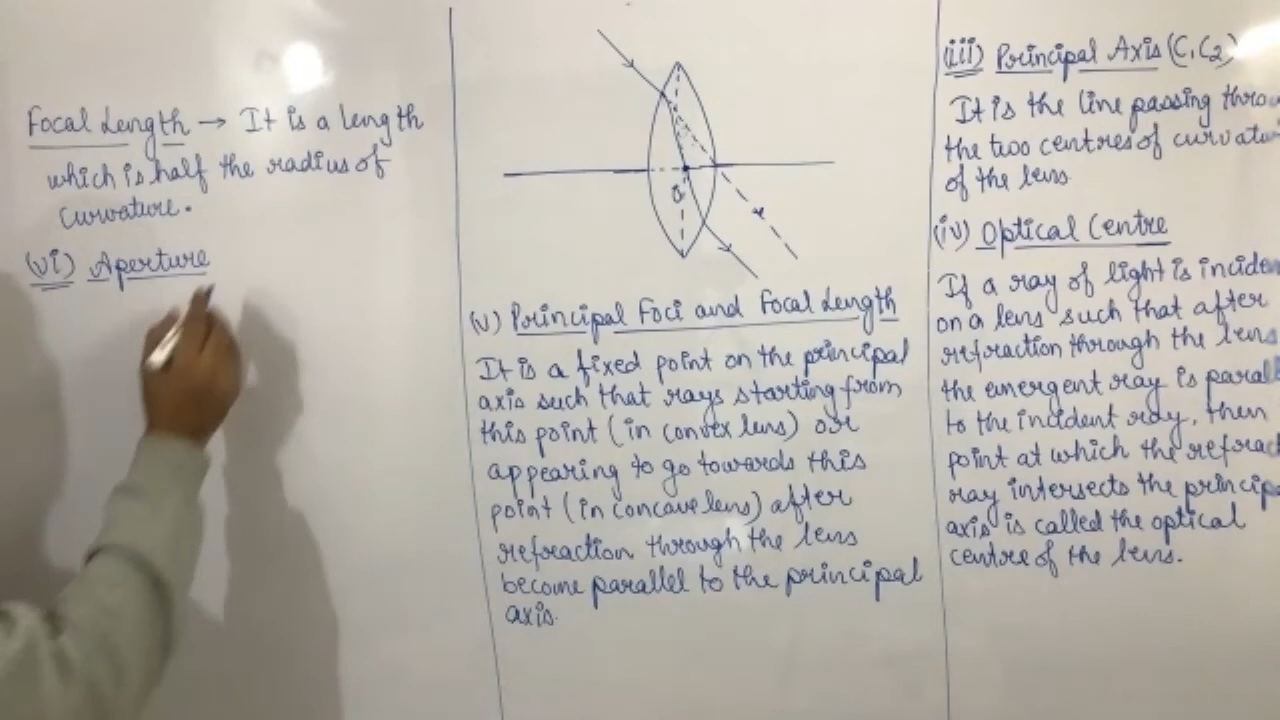 Focal Length → It is a length
which is half the radius of
curvature.
(vi) Aperture
O
(v) Principal Foci and Focal Length
It is a fixed point on the principal
axis such that rays starting from
this point (in convex lens) or
appearing to go towards this
point (in concave lens) after
refraction through the lens
become parallel to the principal
axis.
(iii) Principal Axis (C₁C₂)
It is the line passing
the two centres of
of the lens
(iv) Optical Centre
If a ray of light is
on a lens such that after
refraction through the lens
the emergent ray is
to the incident ray, then
point at which the
ray intersects the
axis is called the optical
centre of the lens.